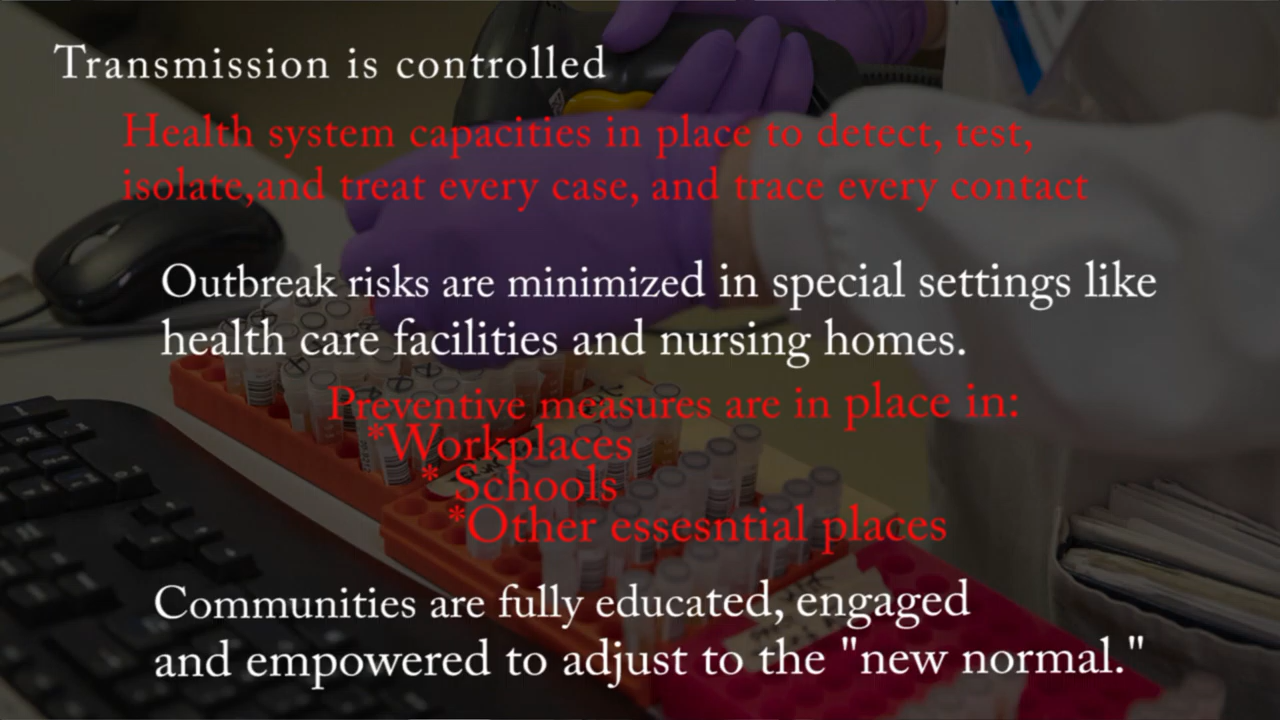 Transmission is controlled
Health system capacities in place to detect, test,
isolate,and treat every case, and trace every contact
Outbreak risks are minimized in special settings like
health care facilities and nursing homes.
Preventive measures are in place in:
*Workplaces
* Schools
*Other essesntial places
Communities are fully educated, engaged
and empowered to adjust to the "new normal."